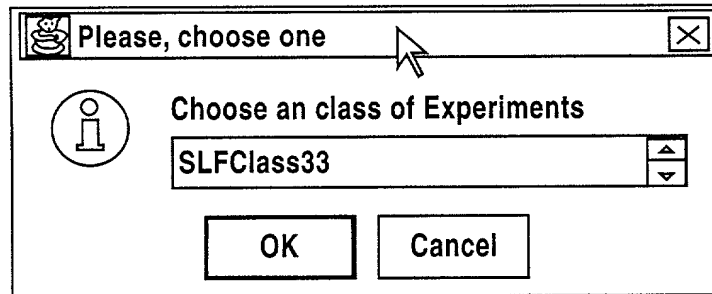 Please, choose one
Choose an class of Experiments
SLFClass33
OK
Cancel